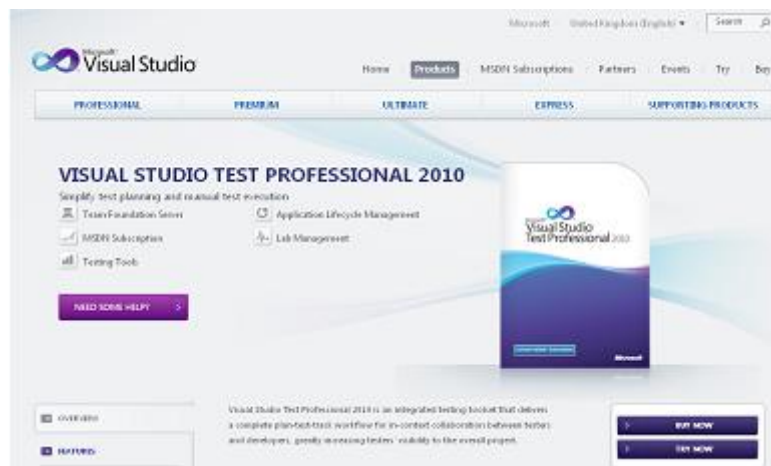 Microsoft United Kingdom (English) Search
Microsoft
Visual Studio
Home Products MSDN Subscriptions Partners Events Try Buy
PROFESSIONAL PREMIUM ULTIMATE EXPRESS SUPPORTING PRODUCTS
VISUAL STUDIO TEST PROFESSIONAL 2010
Simplify test planning and manual test execution
Team Foundation Server Application Lifecycle Management
MSDN Subscription Lab Management
Testing Tools
NEED SOME HELP?
Microsoft
Visual Studio
Test Professional 2010
Microsoft
OVERVIEW
FEATURES
Visual Studio Test Professional 2010 is an integrated testing toolset that delivers
a complete plan-test-track workflow for in-context collaboration between testers
and developers, greatly increasing testers' visibility to the overall project.
BUY NOW
TRY NOW